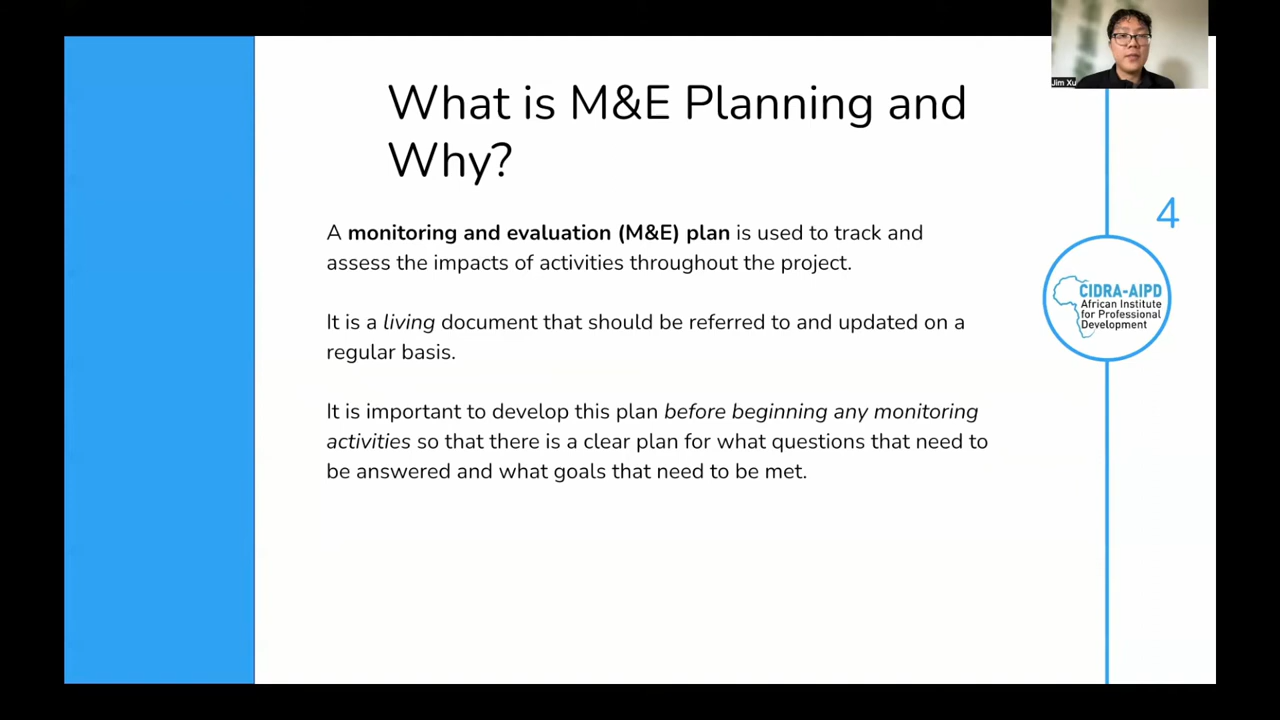 What is M&E Planning and
Why?
A monitoring and evaluation (M&E) plan is used to track and
assess the impacts of activities throughout the project.
It is a living document that should be referred to and updated on a
regular basis.
It is important to develop this plan before beginning any monitoring
activities so that there is a clear plan for what questions that need to
be answered and what goals that need to be met.
Jim Xu
4
CIDRA-AIPD
African Institute
for Professional
Development